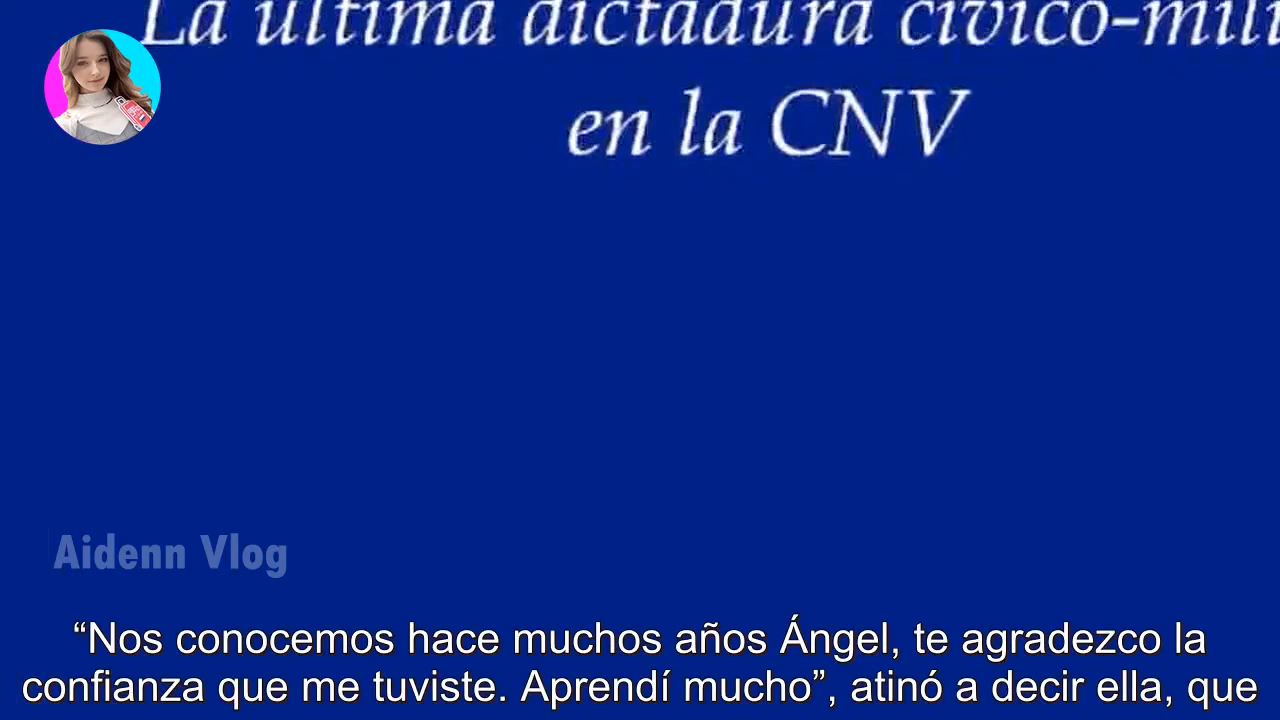 La última dictadura cívico-mili
en la CNV
Aidenn Vlog
“Nos conocemos hace muchos años Ángel, te agradezco la
confianza que me tuviste. Aprendí mucho”, atinó a decir ella, que